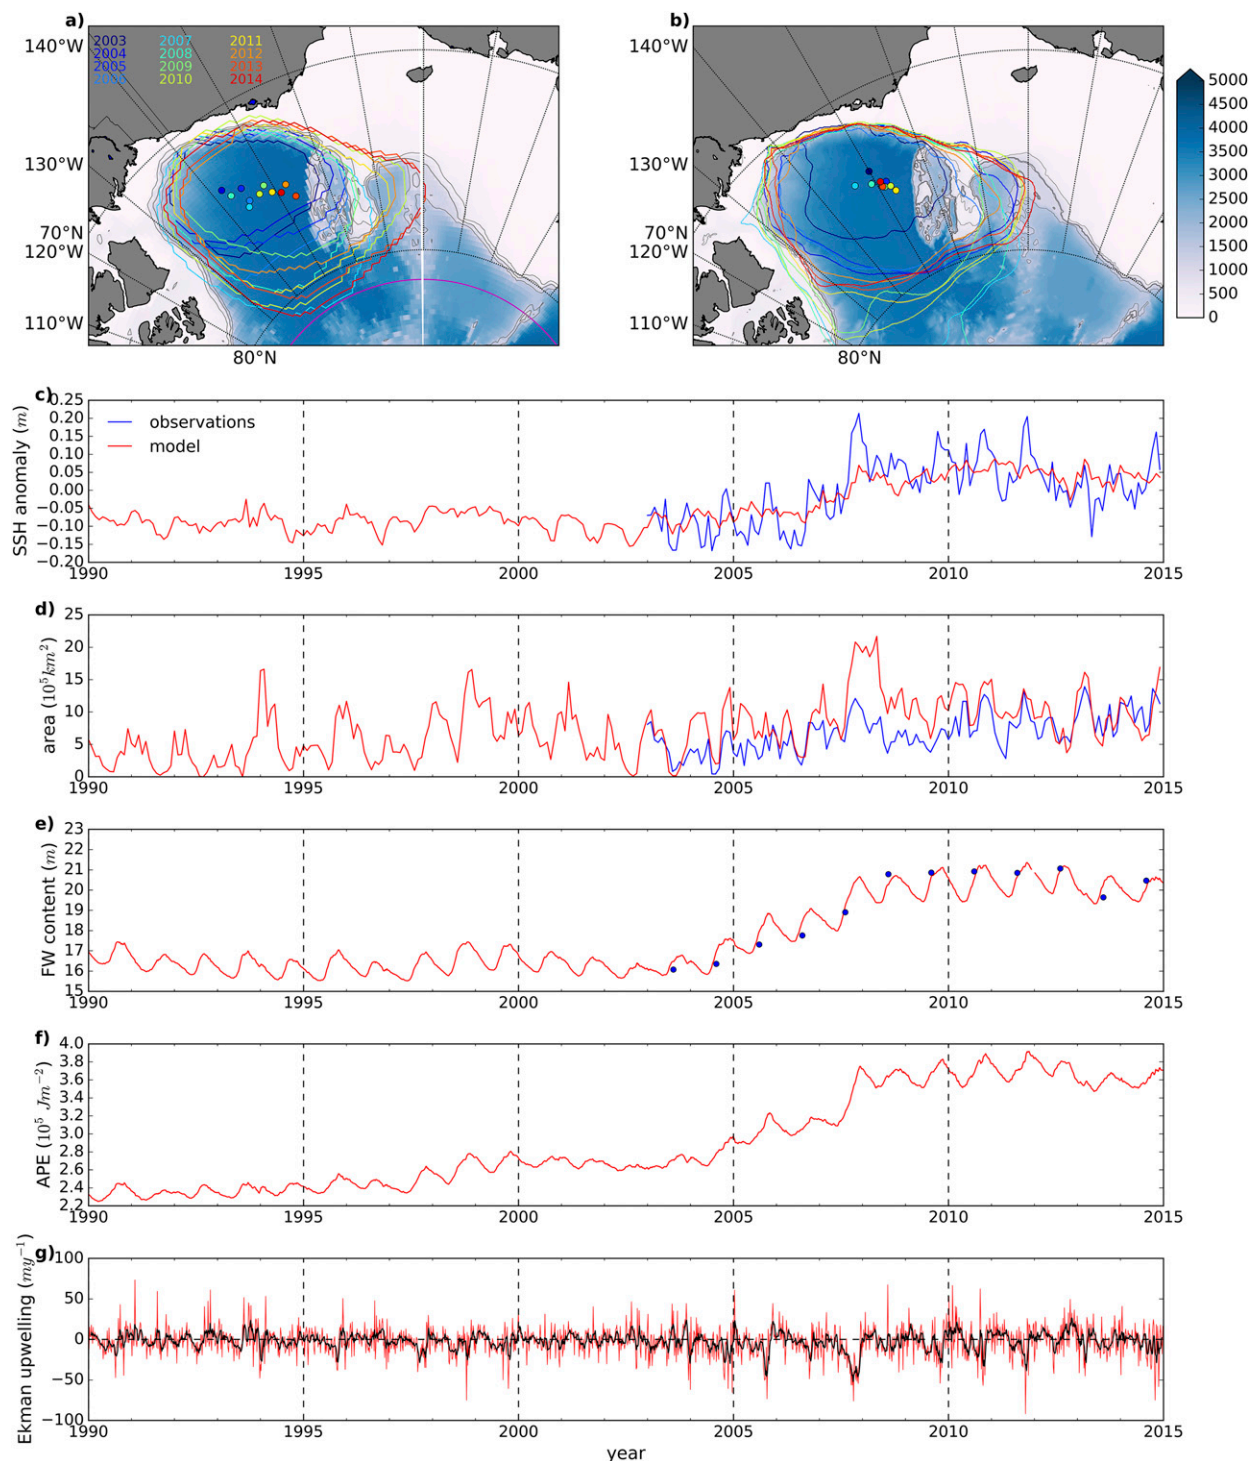 a)
2003 2007 2011
2004 2008 2012
2005 2009 2013
2006 2010 2014
140°W
130°W
70°N
120°W
110°W
80°N
b)
140°W
130°W
70°N
120°W
110°W
80°N
5000
4500
4000
3500
3000
2500
2000
1500
1000
500
0
c)
SSH anomaly (m)
0.25
0.20
0.15
0.10
0.05
0.00
−0.05
−0.10
−0.15
−0.20
observations
model
1990 1995 2000 2005 2010 2015
d)
area (10⁵km²)
25
20
15
10
5
0
1990 1995 2000 2005 2010 2015
e)
FW content (m)
23
22
21
20
19
18
17
16
15
1990 1995 2000 2005 2010 2015
f)
APE (10⁵ Jm⁻²)
4.0
3.8
3.6
3.4
3.2
3.0
2.8
2.6
2.4
2.2
1990 1995 2000 2005 2010 2015
g)
Ekman upwelling (my⁻¹)
100
50
0
−50
−100
1990 1995 2000 2005 2010 2015
year